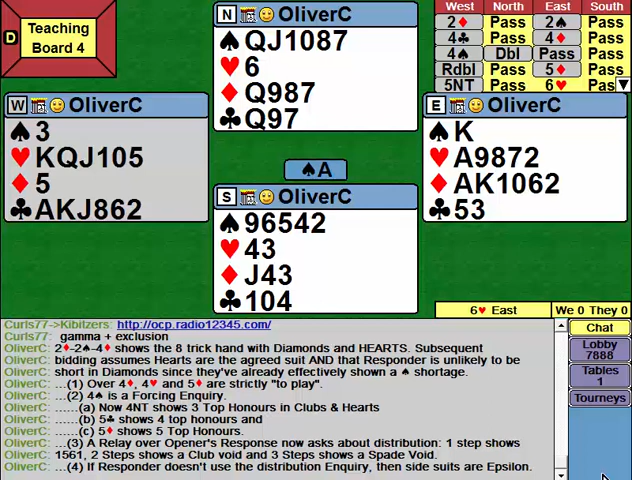 D
Teaching
Board 4
N OliverC
♠ QJ1087
♥ 6
♦ Q987
♣ Q97
West North East South
2♦ Pass 2♠ Pass
4♣ Pass 4♦ Pass
4♠ Dbl Pass Pass
Rdbl Pass 5♦ Pass
5NT Pass 6♥ Pas
W OliverC
♠ 3
♥ KQJ105
♦ 5
♣ AKJ862
♠A
E OliverC
♠ K
♥ A9872
♦ AK1062
♣ 53
S OliverC
♠ 96542
♥ 43
♦ J43
♣ 104
6♥ East
We 0 They 0
Curls77->Kibitzers: http://ocp.radio12345.com/
Curls77: gamma + exclusion
OliverC: 2♦-2♠-4♦ shows the 8 trick hand with Diamonds and HEARTS. Subsequent
OliverC: bidding assumes Hearts are the agreed suit AND that Responder is unlikely to be
OliverC: short in Diamonds since they've already effectively shown a ♠ shortage.
OliverC: ...(1) Over 4♦, 4♥ and 5♦ are strictly "to play".
OliverC: ...(2) 4♠ is a Forcing Enquiry.
OliverC: ......(a) Now 4NT shows 3 Top Honours in Clubs & Hearts
OliverC: ......(b) 5♣ shows 4 top honours and
OliverC: ......(c) 5♦ shows 5 Top Honours.
OliverC: ...(3) A Relay over Opener's Response now asks about distribution: 1 step shows
OliverC: 1561, 2 Steps shows a Club void and 3 Steps shows a Spade Void.
OliverC: ...(4) If Responder doesn't use the distribution Enquiry, then side suits are Epsilon.
Chat
Lobby
7888
Tables
1
Tourneys